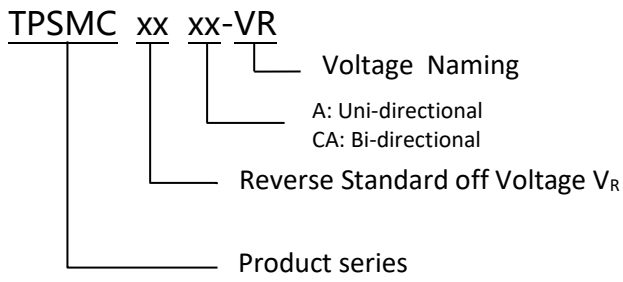 TPSMC xx xx-VR
Voltage Naming
A: Uni-directional
CA: Bi-directional
Reverse Standard off Voltage VR
Product series